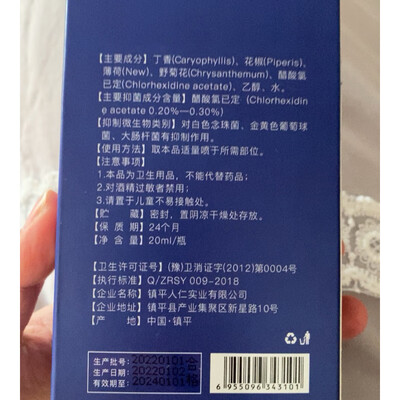 【主要成分】丁香(Caryophyllis)、花椒(Piperis)、
薄荷(New)、野菊花(Chrysanthemum)、醋酸氯
己定(Chlorhexidine acetate)、乙醇、水。
【主要抑菌成分含量】醋酸氯己定 (Chlorhexidin
e acetate 0.20%—0.30%)
【抑制微生物类别】对白色念珠菌、金黄色葡萄球
菌、大肠杆菌有抑制作用。
【使用方法】取本品适量喷于所需部位。
【注意事项】
1.本品为卫生用品,不能代替药品;
2.对酒精过敏者禁用;
3.请置于儿童不易接触处。
【贮 藏】密封,置阴凉干燥处存放。
【保 质 期】24个月
【净 含 量】20ml/瓶
【卫生许可证号】(豫)卫消证字(2012)第0004号
【执行标准】Q/ZRSY 009-2018
【企业名称】镇平人仁实业有限公司
【企业地址】镇平县产业集聚区新星路10号
【产 地】中国·镇平
生产批号: 20220101
生产日期: 20220102
有效期至: 20240101
合格
6 955096 343101